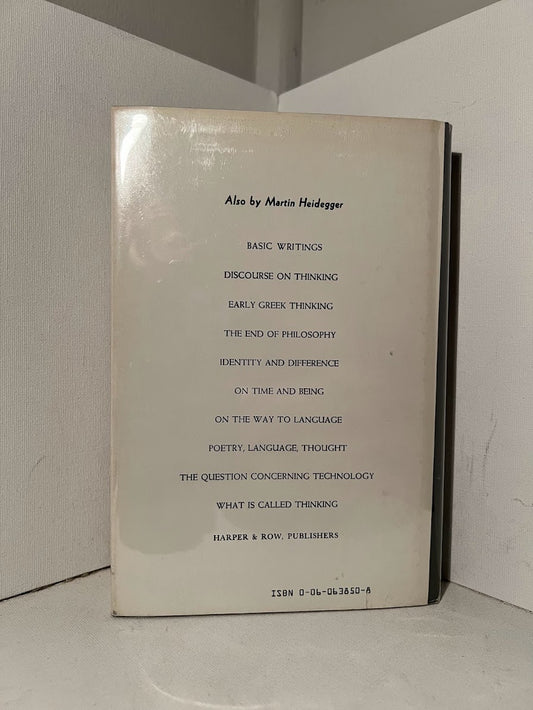 Also by Martin Heidegger
BASIC WRITINGS
DISCOURSE ON THINKING
EARLY GREEK THINKING
THE END OF PHILOSOPHY
IDENTITY AND DIFFERENCE
ON TIME AND BEING
ON THE WAY TO LANGUAGE
POETRY, LANGUAGE, THOUGHT
THE QUESTION CONCERNING TECHNOLOGY
WHAT IS CALLED THINKING
HARPER & ROW, PUBLISHERS
ISBN 0-06-063850-8